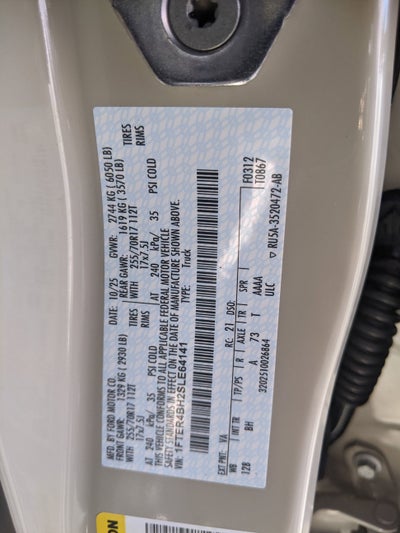 MFD. BY FORD MOTOR CO.
DATE: 10/25 GVWR: 2744 KG ( 6050 LB)
FRONT GAWR: 1329 KG ( 2930 LB) REAR GAWR: 1619 KG ( 3570 LB)
WITH 255/70R17 112T TIRES WITH 255/70R17 112T TIRES
17x7.5J RIMS 17x7.5J RIMS
AT 240 kPa/ 35 PSI COLD AT 240 kPa/ 35 PSI COLD
THIS VEHICLE CONFORMS TO ALL APPLICABLE FEDERAL MOTOR VEHICLE
SAFETY STANDARDS IN EFFECT ON THE DATE OF MANUFACTURE SHOWN ABOVE.
VIN: 1FTER4BH2SLE64141 TYPE: Truck
F0312
T0867
EXT PNT: VA RC: 21 DSO:
WB INT TR TP/PS R AXLE TR SPR
128 BH A 73 T AAAA
ULC
3202510026864
RU5A-3520472-AB